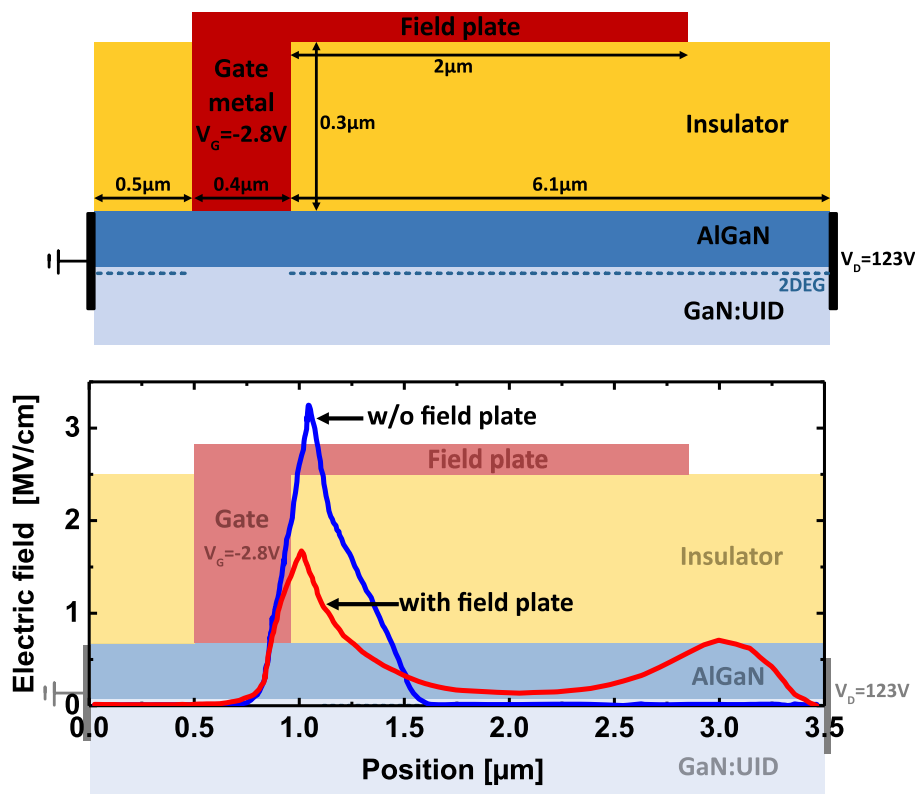 Field plate
2µm
Gate
metal
V_G=-2.8V
0.3µm
Insulator
0.5µm
0.4µm
6.1µm
AlGaN
V_D=123V
2DEG
GaN:UID
Electric field [MV/cm]
3
2
1
0
w/o field plate
Field plate
Gate
V_G=-2.8V
Insulator
with field plate
AlGaN
V_D=123V
0.0 0.5 1.0 1.5 2.0 2.5 3.0 3.5
Position [µm]
GaN:UID